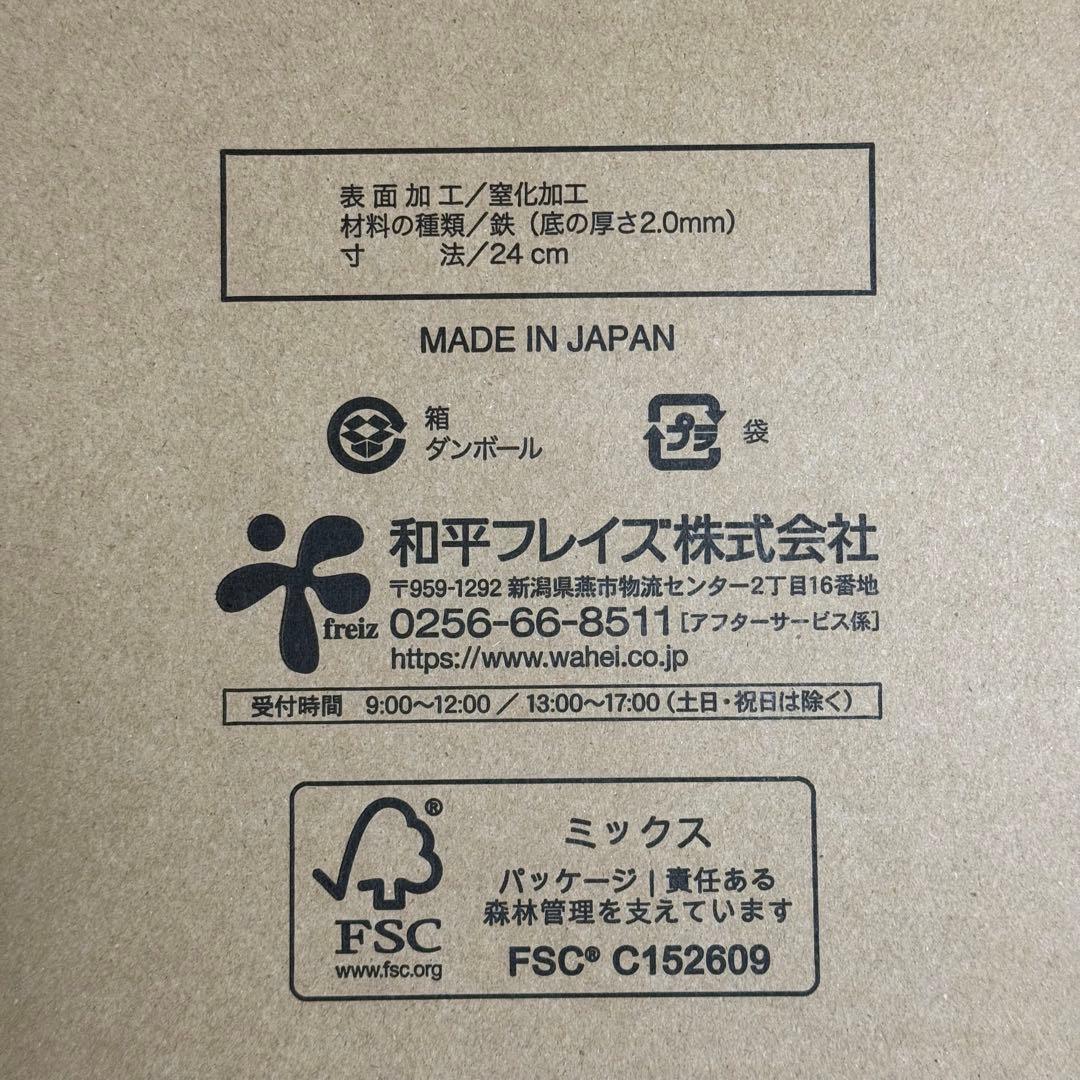 表面加工／窒化加工
材料の種類／鉄（底の厚さ2.0mm）
寸法／24 cm
MADE IN JAPAN
箱
ダンボール
プラ
袋
和平フレイズ株式会社
〒959-1292 新潟県燕市物流センター2丁目16番地
freiz
0256-66-8511［アフターサービス係］
https://www.wahei.co.jp
受付時間 9:00〜12:00 ／ 13:00〜17:00（土日・祝日は除く）
®
ミックス
パッケージ | 責任ある
森林管理を支えています
FSC
www.fsc.org
FSC® C152609